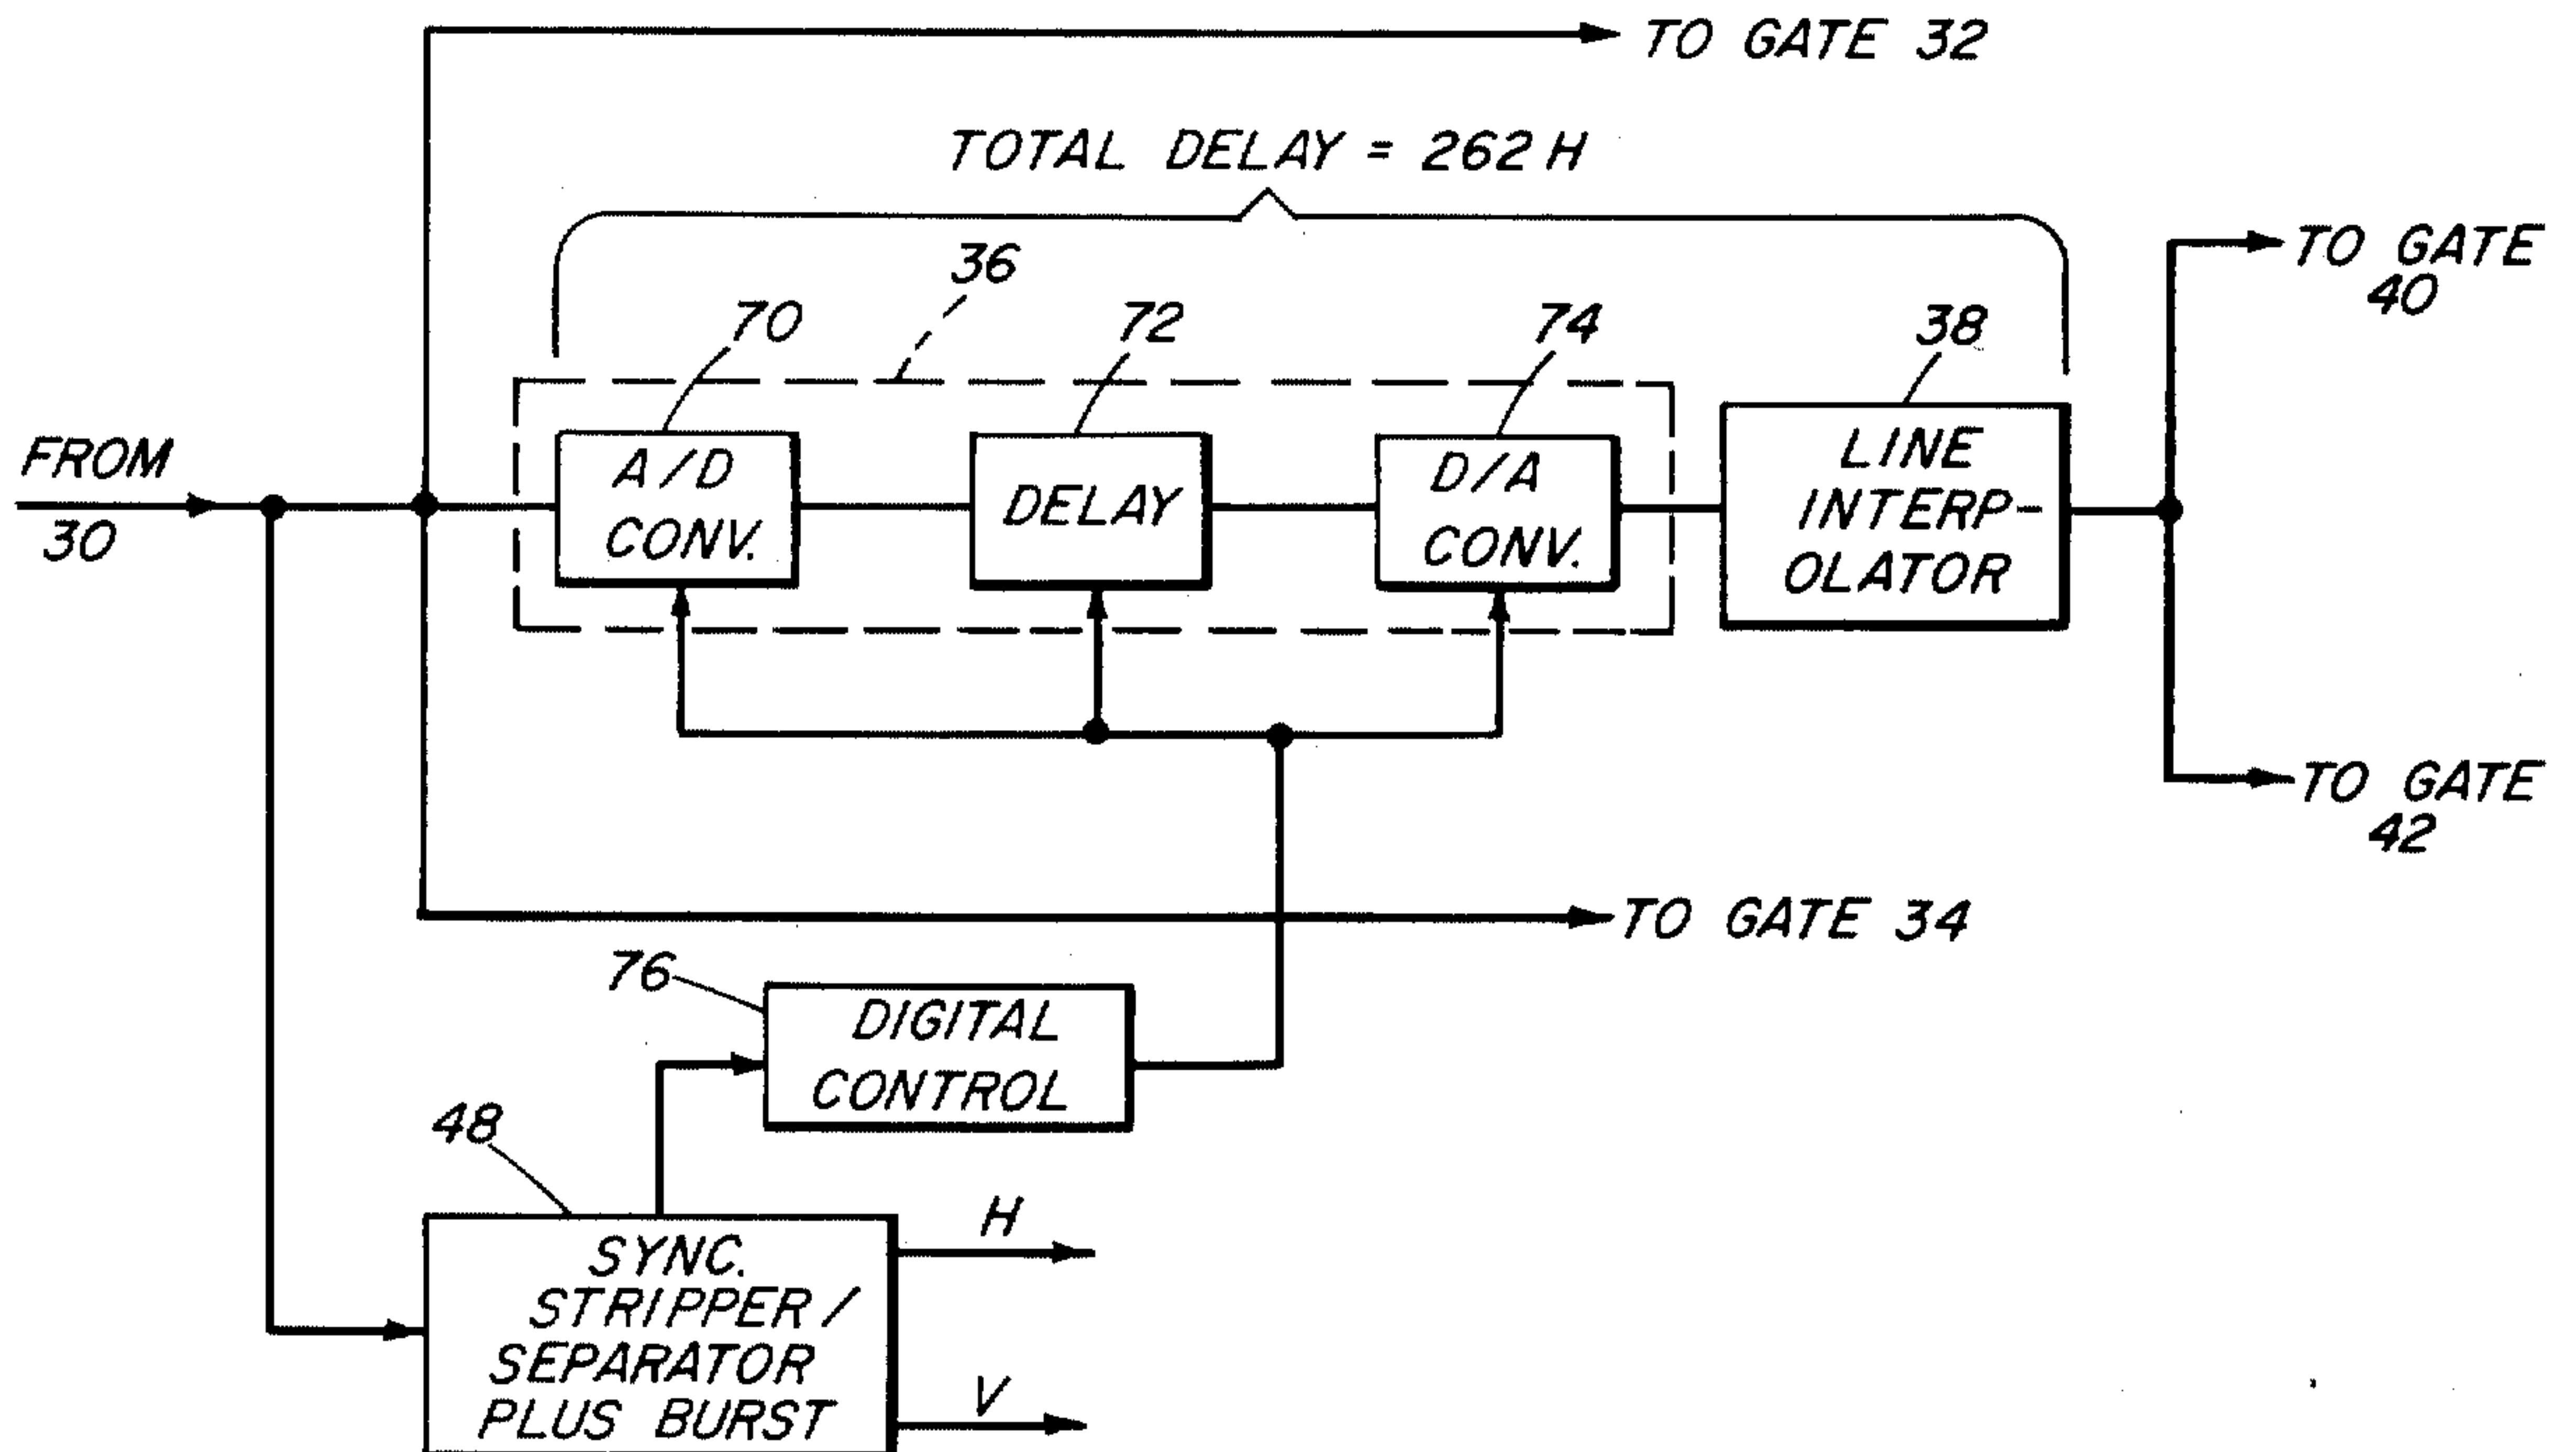 TO GATE 32
TOTAL DELAY = 262 H
36
TO GATE
40
70
72
74
38
FROM
30
A/D
CONV.
DELAY
D/A
CONV.
LINE
INTERP-
OLATOR
TO GATE
42
TO GATE 34
76
DIGITAL
CONTROL
48
SYNC.
STRIPPER/
SEPARATOR
PLUS BURST
H
V